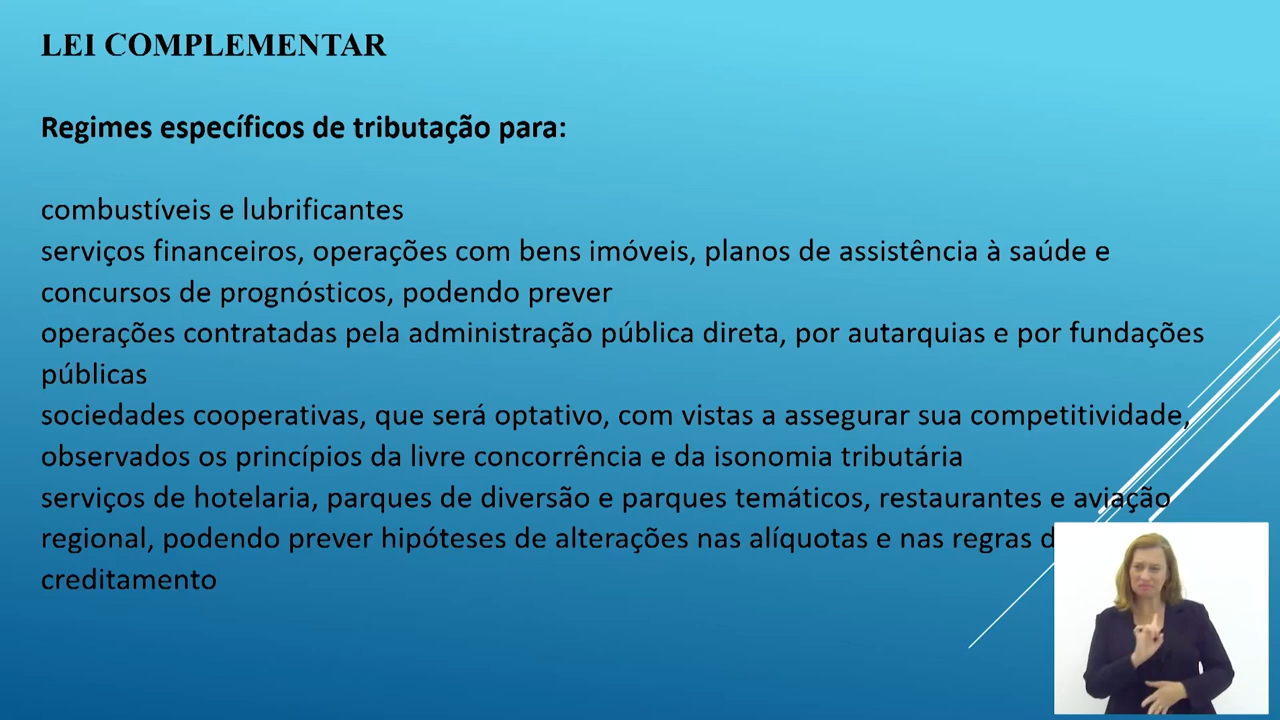 LEI COMPLEMENTAR
Regimes específicos de tributação para:
combustíveis e lubrificantes
serviços financeiros, operações com bens imóveis, planos de assistência à saúde e
concursos de prognósticos, podendo prever
operações contratadas pela administração pública direta, por autarquias e por fundações
públicas
sociedades cooperativas, que será optativo, com vistas a assegurar sua competitividade,
observados os princípios da livre concorrência e da isonomia tributária
serviços de hotelaria, parques de diversão e parques temáticos, restaurantes e aviação
regional, podendo prever hipóteses de alterações nas alíquotas e nas regras
creditamento